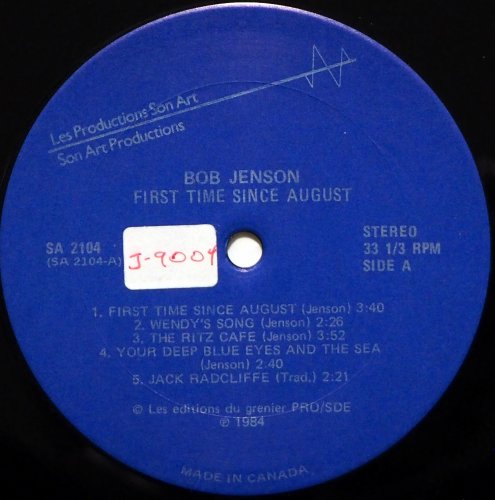 Les Productions Son Art
Son Art Productions
BOB JENSON
FIRST TIME SINCE AUGUST
SA 2104
(SA 2104-A)
J-9004
STEREO
33 1/3 RPM
SIDE A
1. FIRST TIME SINCE AUGUST (Jenson) 3:40
2. WENDY'S SONG (Jenson) 2:26
3. THE RITZ CAFE (Jenson) 3:52
4. YOUR DEEP BLUE EYES AND THE SEA
(Jenson) 2:40
5. JACK RADCLIFFE (Trad.) 2:21
© Les éditions du grenier PRO/SDE
℗ 1984
MADE IN CANADA